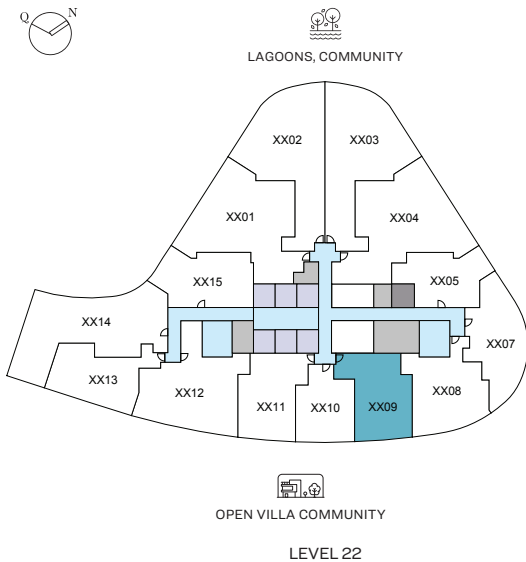 Q N
LAGOONS, COMMUNITY
XX02 XX03
XX01 XX04
XX15 XX05
XX14 XX07
XX13 XX12 XX11 XX10 XX09 XX08
OPEN VILLA COMMUNITY
LEVEL 22